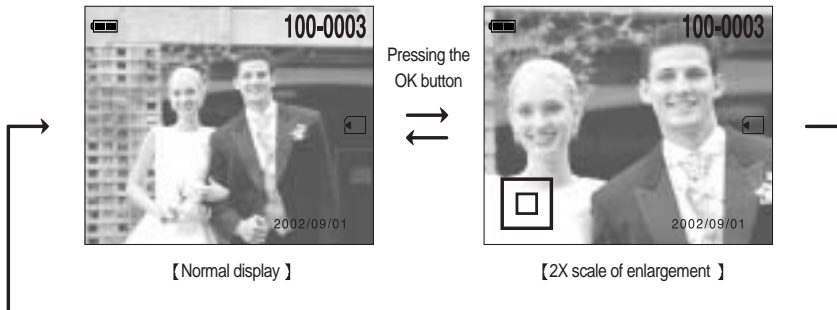 100-0003
2002/09/01
【Normal display 】
Pressing the
OK button
100-0003
2002/09/01
【2X scale of enlargement 】